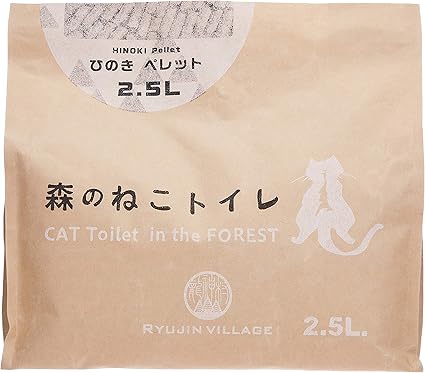 HINOKI Pellet
ひのき ペレット
2.5L
森のねこトイレ
CAT Toilet in the FOREST
RYUJIN VILLAGE
2.5L.